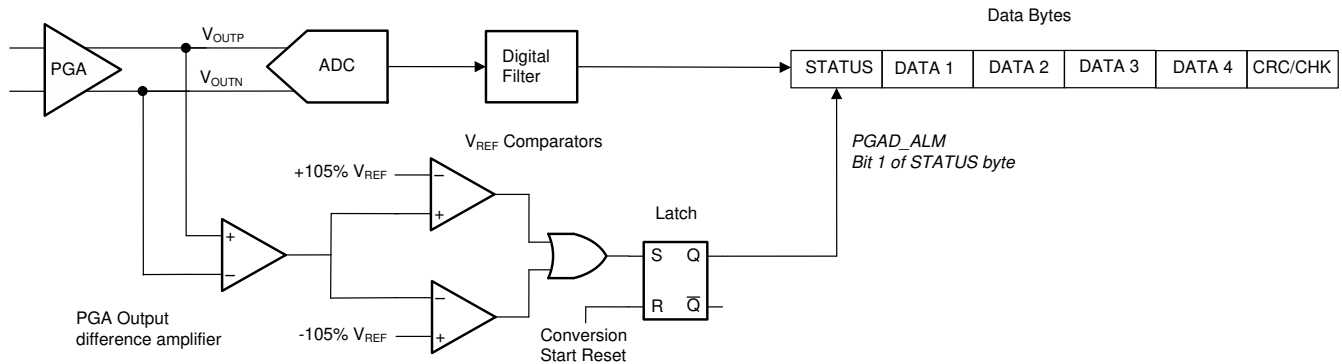 Data Bytes
V_OUTP
PGA
V_OUTN
ADC
Digital
Filter
STATUS DATA 1 DATA 2 DATA 3 DATA 4 CRC/CHK
PGAD_ALM
Bit 1 of STATUS byte
V_REF Comparators
+105% V_REF
−
+
Latch
+
−
S Q
R Q̅
−
+
-105% V_REF
PGA Output
difference amplifier
Conversion
Start Reset